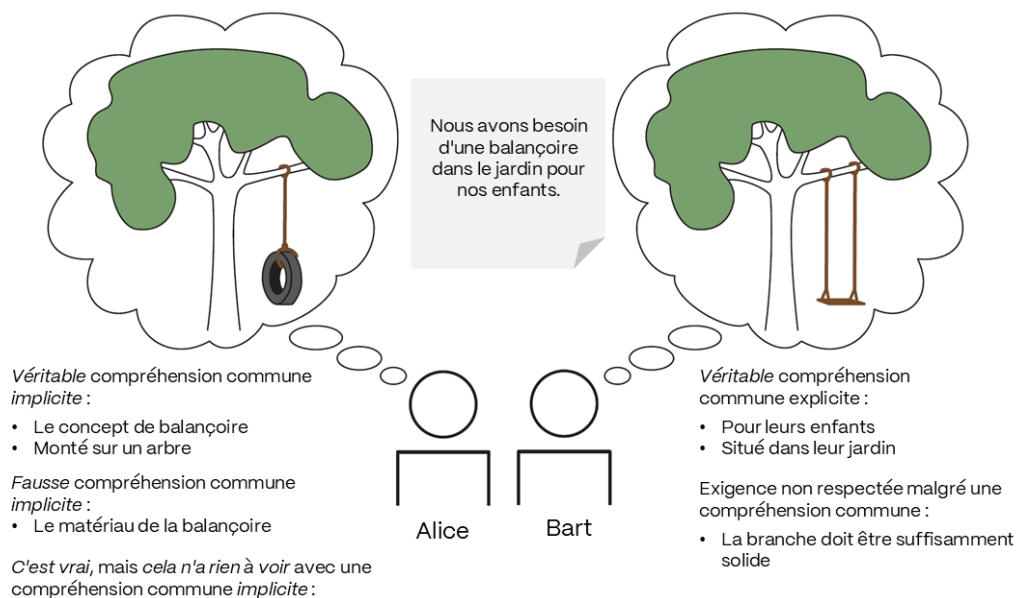 Nous avons besoin
d'une balançoire
dans le jardin pour
nos enfants.
Véritable compréhension commune
implicite :
• Le concept de balançoire
• Monté sur un arbre
Fausse compréhension commune
implicite :
• Le matériau de la balançoire
C'est vrai, mais cela n'a rien à voir avec une
compréhension commune implicite :
Alice
Bart
Véritable compréhension
commune explicite :
• Pour leurs enfants
• Situé dans leur jardin
Exigence non respectée malgré une
compréhension commune :
• La branche doit être suffisamment
solide